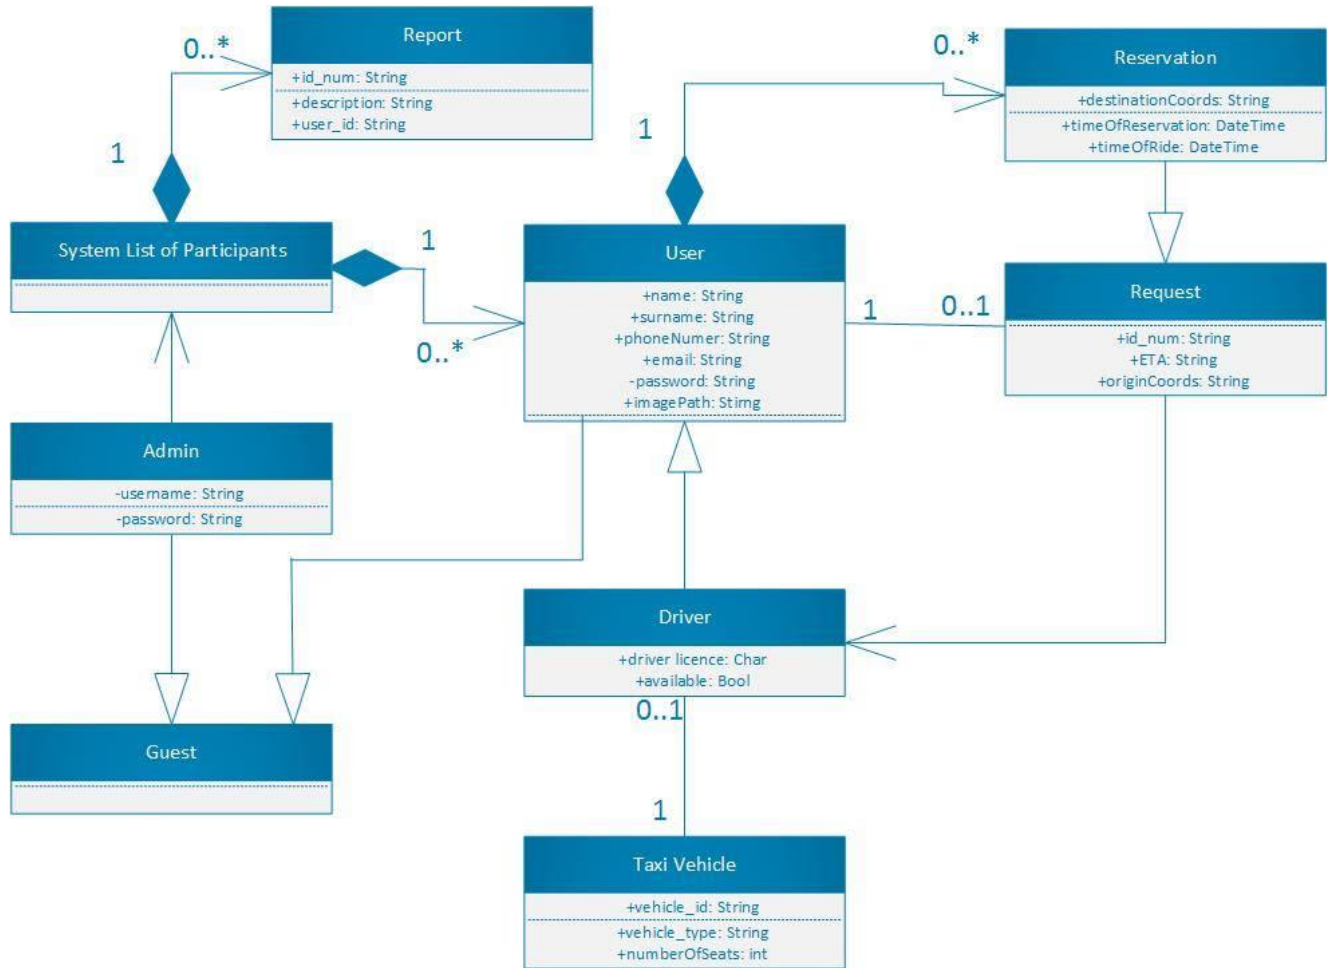 Report
+id_num: String
+description: String
+user_id: String
0..*
1
Reservation
+destinationCoords: String
+timeOfReservation: DateTime
+timeOfRide: DateTime
0..*
1
System List of Participants
1
0..*
User
+name: String
+surname: String
+phoneNumer: String
+email: String
-password: String
+imagePath: Stirng
1
0..1
Request
+id_num: String
+ETA: String
+originCoords: String
Admin
-username: String
-password: String
Driver
+driver licence: Char
+available: Bool
0..1
1
Guest
Taxi Vehicle
+vehicle_id: String
+vehicle_type: String
+numberOfSeats: int